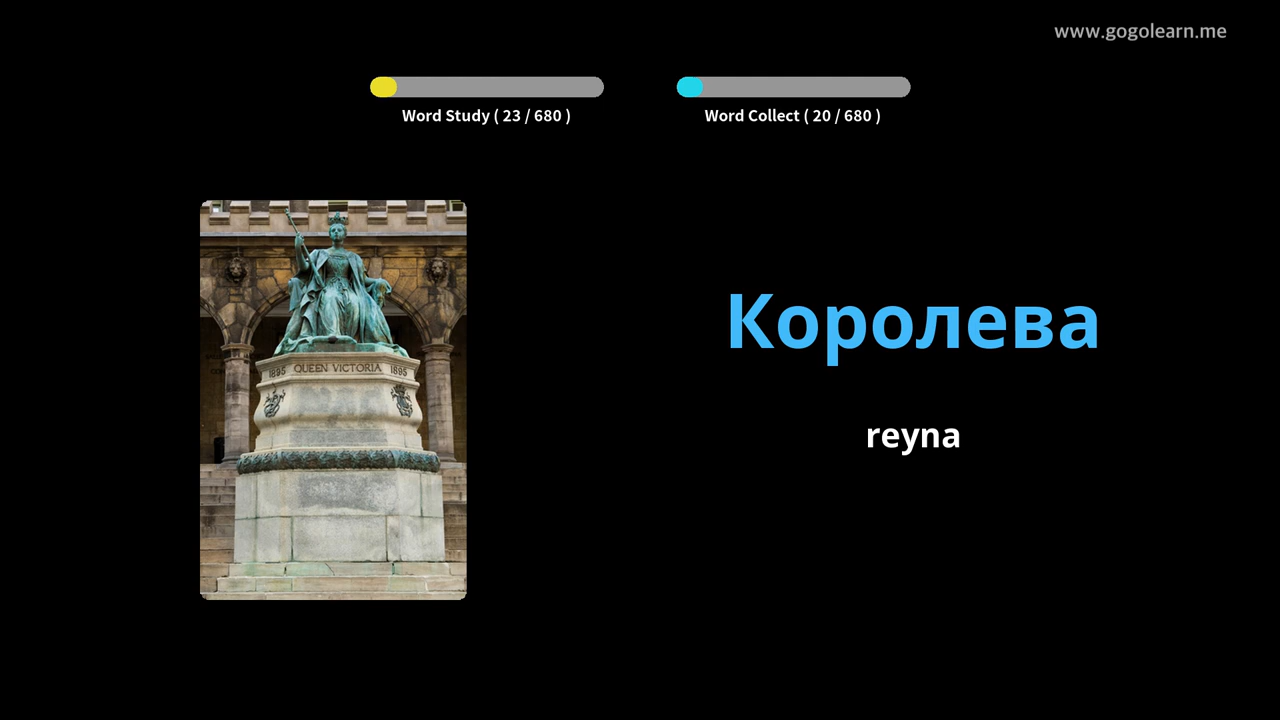 www.gogolearn.me
Word Study ( 23 / 680 )
Word Collect ( 20 / 680 )
1895 QUEEN VICTORIA 1895
Королева
reyna